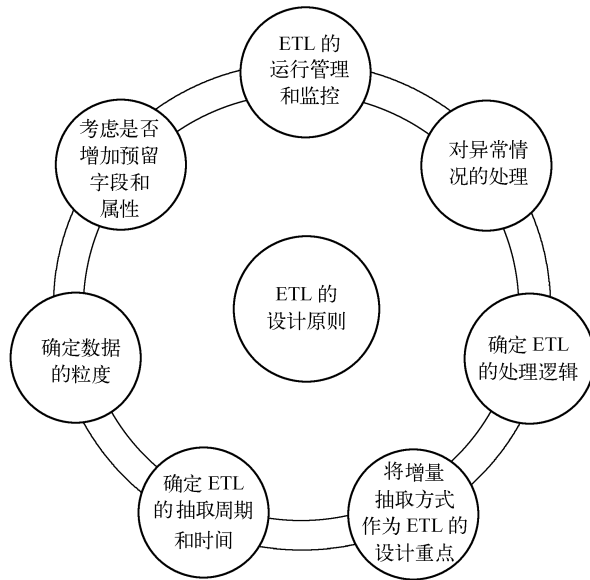 ETL 的
运行管理
和监控
对异常情
况的处理
确定 ETL
的处理逻辑
将增量
抽取方式
作为 ETL 的
设计重点
确定 ETL
的抽取周期
和时间
确定数据
的粒度
考虑是否
增加预留
字段和
属性
ETL 的
设计原则